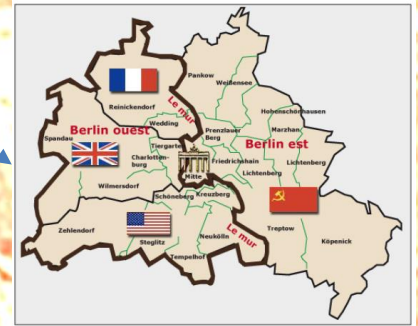 Pankow
Weißensee
Reinickendorf
Le mur
Hohenschönhausen
Wedding
Marzhan
Berlin ouest
Prenzlauer
Berg
Berlin est
Spandau
Tiergarten
Charlotten-
burg
Friedrichshain
Lichtenberg
Mitte
Lichtenberg
Wilmersdorf
Schöneberg
Kreuzberg
Zehlendorf
Steglitz
Neukölln
Le mur
Treptow
Köpenick
Tempelhof